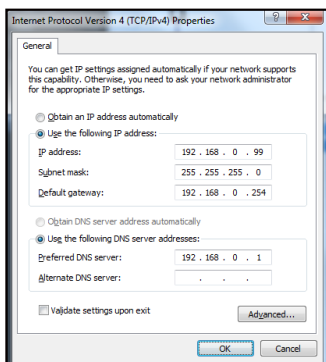 Internet Protocol Version 4 (TCP/IPv4) Properties
General
You can get IP settings assigned automatically if your network supports
this capability. Otherwise, you need to ask your network administrator
for the appropriate IP settings.
Obtain an IP address automatically
Use the following IP address:
IP address: 192 . 168 . 0 . 99
Subnet mask: 255 . 255 . 255 . 0
Default gateway: 192 . 168 . 0 . 254
Obtain DNS server address automatically
Use the following DNS server addresses:
Preferred DNS server: 192 . 168 . 0 . 1
Alternate DNS server: . . .
Validate settings upon exit
Advanced...
OK Cancel